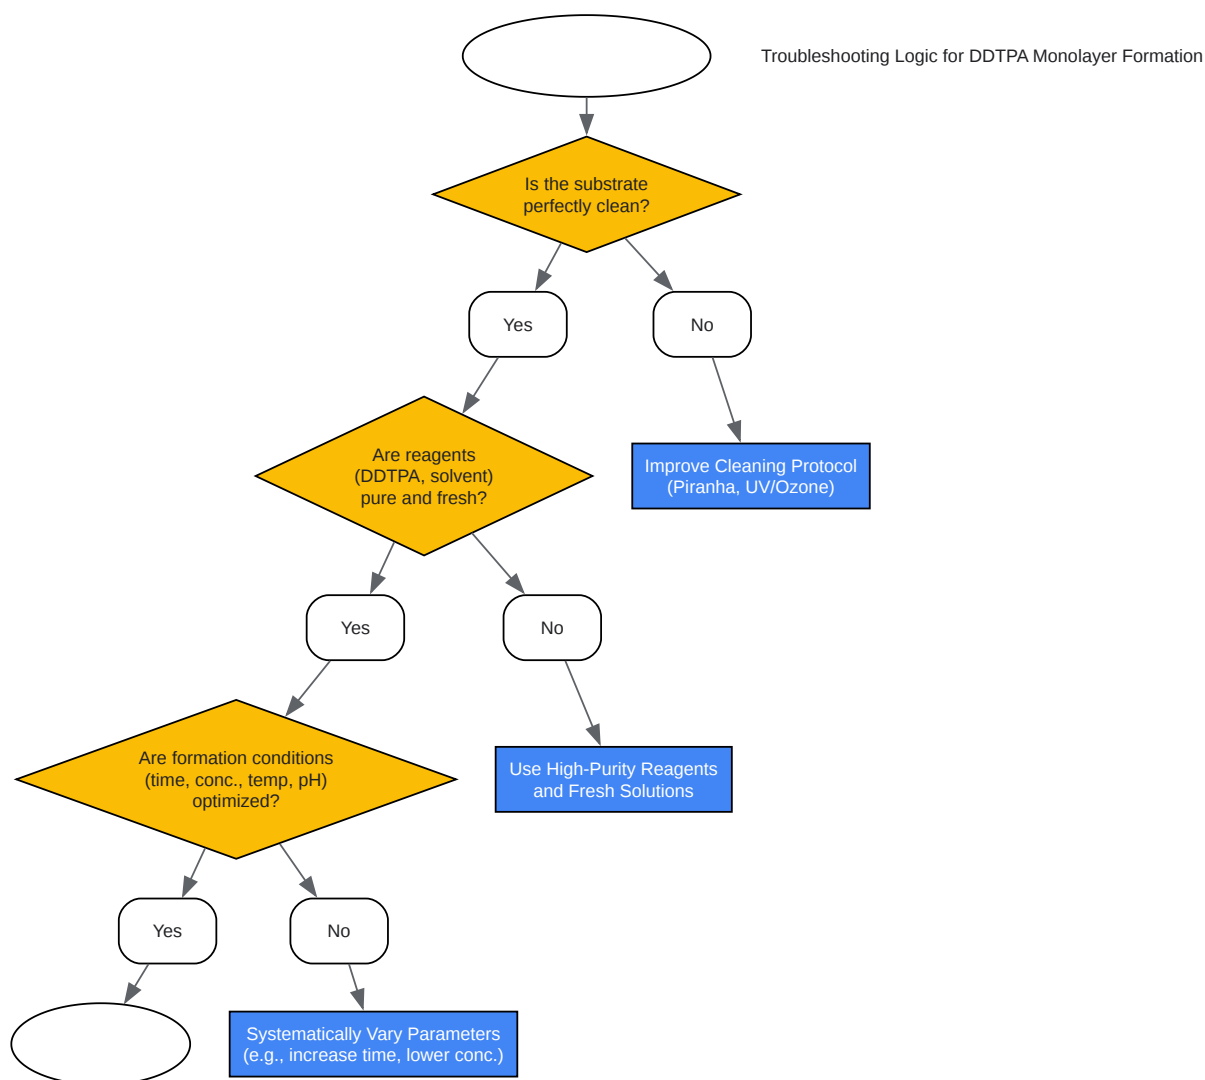 Troubleshooting Logic for DDTPA Monolayer Formation
Is the substrate
perfectly clean?
Yes
No
Are reagents
(DDTPA, solvent)
pure and fresh?
Improve Cleaning Protocol
(Piranha, UV/Ozone)
Yes
No
Are formation conditions
(time, conc., temp, pH)
optimized?
Use High-Purity Reagents
and Fresh Solutions
Yes
No
Systematically Vary Parameters
(e.g., increase time, lower conc.)